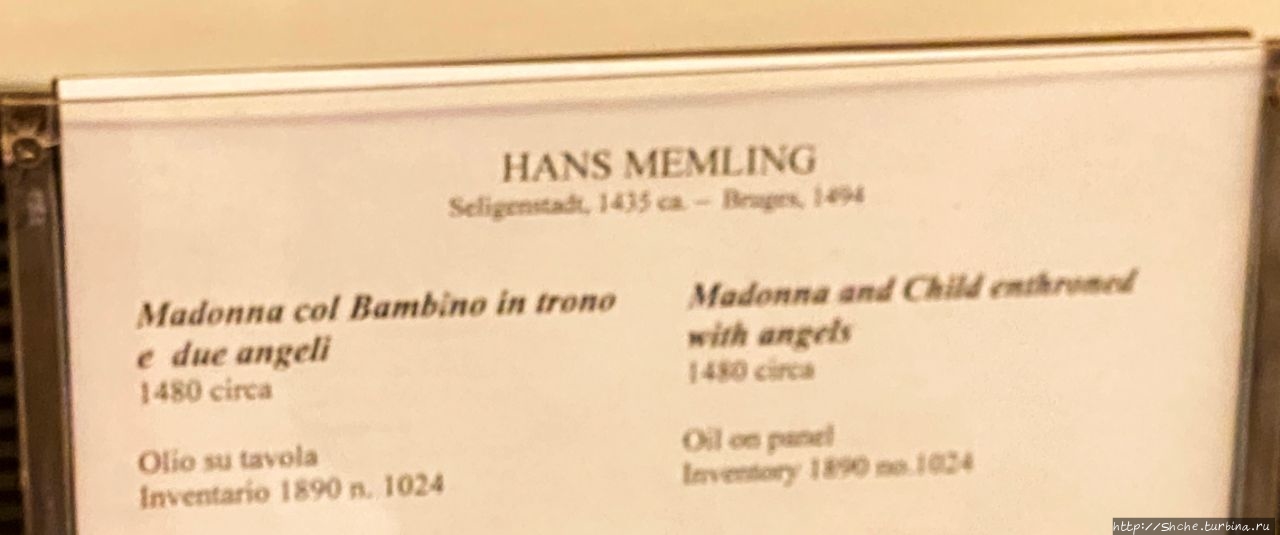 HANS MEMLING
Seligenstadt, 1435 ca. – Bruges, 1494
Madonna col Bambino in trono
e due angeli
1480 circa
Olio su tavola
Inventario 1890 n. 1024
Madonna and Child enthroned
with angels
1480 circa
Oil on panel
Inventory 1890 no.1024
http://Shche.turbina.ru